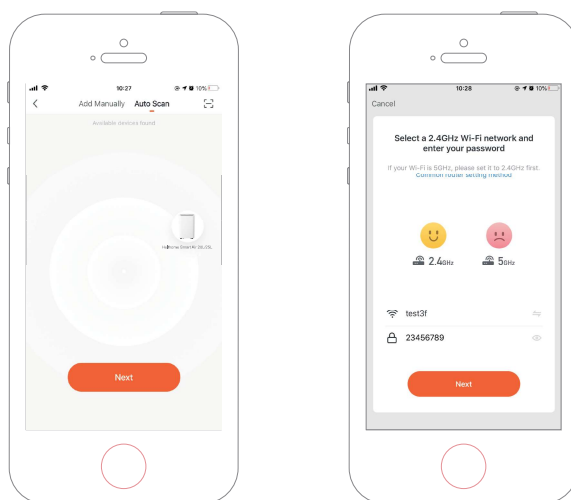 10:27
10%
Add Manually Auto Scan
Available devices found
Next
10:28
10%
Cancel
Select a 2.4GHz Wi-Fi network and
enter your password
If your Wi-Fi is 5GHz, please set it to 2.4GHz first.
Common router setting method
2.4GHz 5GHz
test3f
23456789
Next